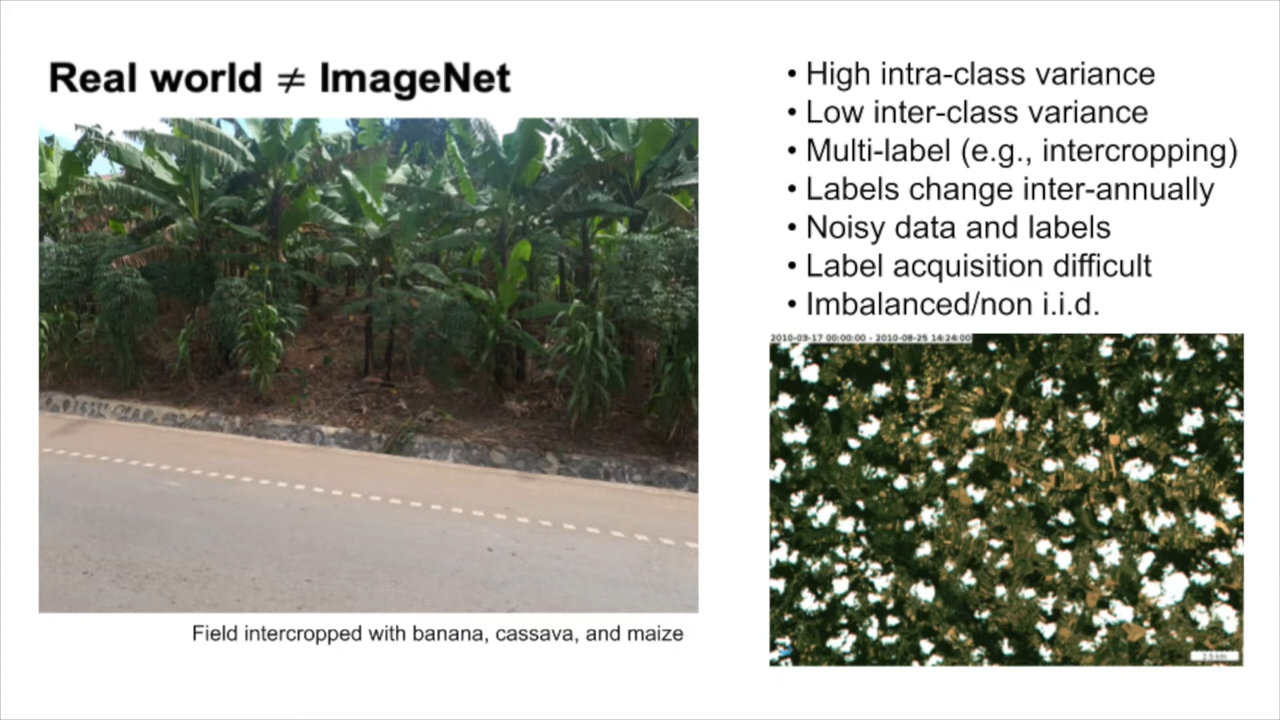 Real world ≠ ImageNet
Field intercropped with banana, cassava, and maize
• High intra-class variance
• Low inter-class variance
• Multi-label (e.g., intercropping)
• Labels change inter-annually
• Noisy data and labels
• Label acquisition difficult
• Imbalanced/non i.i.d.
2010-03-17 00:00:00 - 2010-08-25 14:24:00